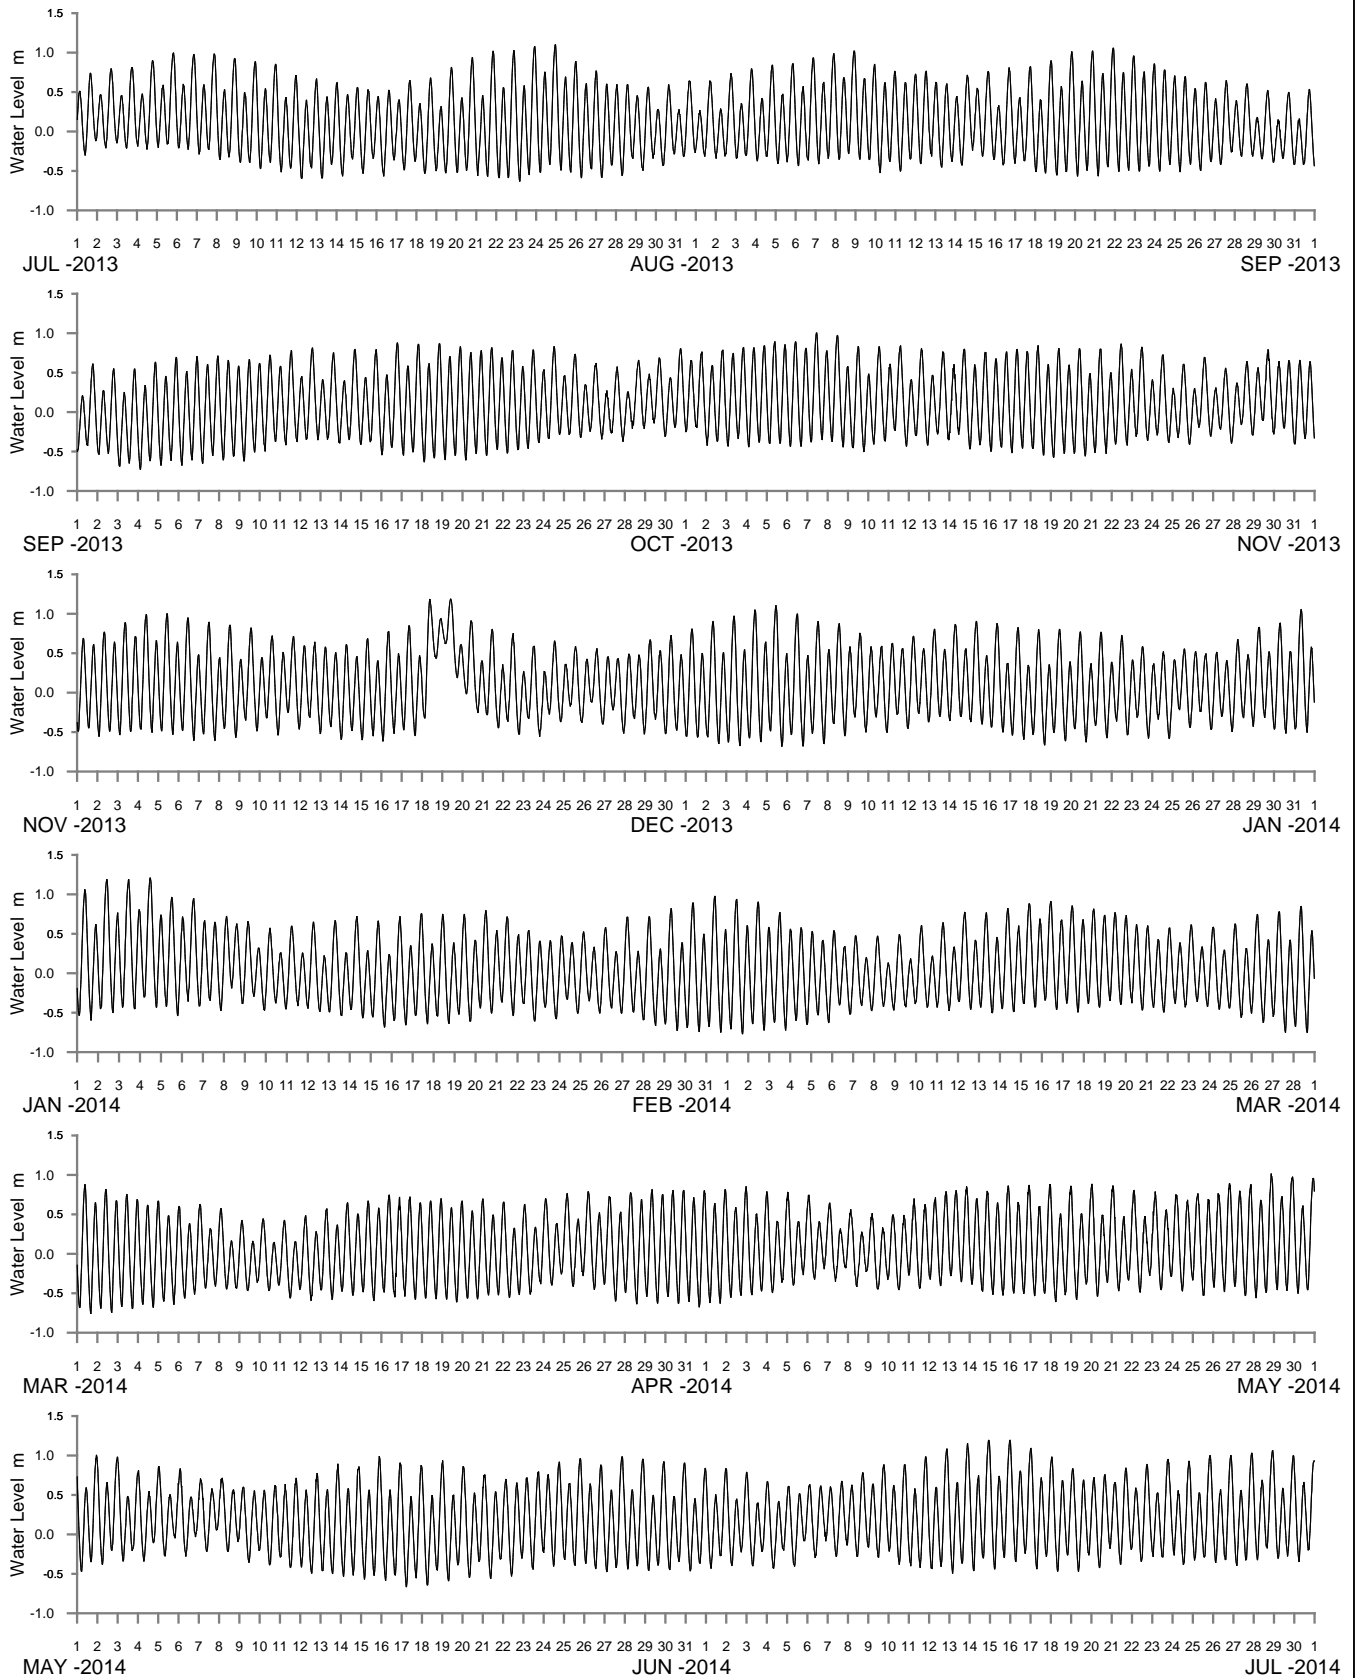 1.5
1.0
0.5
0.0
-0.5
-1.0
Water Level m
1 2 3 4 5 6 7 8 9 10 11 12 13 14 15 16 17 18 19 20 21 22 23 24 25 26 27 28 29 30 31 1 2 3 4 5 6 7 8 9 10 11 12 13 14 15 16 17 18 19 20 21 22 23 24 25 26 27 28 29 30 31 1
JUL -2013 AUG -2013 SEP -2013
1.5
1.0
0.5
0.0
-0.5
-1.0
Water Level m
1 2 3 4 5 6 7 8 9 10 11 12 13 14 15 16 17 18 19 20 21 22 23 24 25 26 27 28 29 30 1 2 3 4 5 6 7 8 9 10 11 12 13 14 15 16 17 18 19 20 21 22 23 24 25 26 27 28 29 30 31 1
SEP -2013 OCT -2013 NOV -2013
1.5
1.0
0.5
0.0
-0.5
-1.0
Water Level m
1 2 3 4 5 6 7 8 9 10 11 12 13 14 15 16 17 18 19 20 21 22 23 24 25 26 27 28 29 30 1 2 3 4 5 6 7 8 9 10 11 12 13 14 15 16 17 18 19 20 21 22 23 24 25 26 27 28 29 30 31 1
NOV -2013 DEC -2013 JAN -2014
1.5
1.0
0.5
0.0
-0.5
-1.0
Water Level m
1 2 3 4 5 6 7 8 9 10 11 12 13 14 15 16 17 18 19 20 21 22 23 24 25 26 27 28 29 30 31 1 2 3 4 5 6 7 8 9 10 11 12 13 14 15 16 17 18 19 20 21 22 23 24 25 26 27 28 1
JAN -2014 FEB -2014 MAR -2014
1.5
1.0
0.5
0.0
-0.5
-1.0
Water Level m
1 2 3 4 5 6 7 8 9 10 11 12 13 14 15 16 17 18 19 20 21 22 23 24 25 26 27 28 29 30 31 1 2 3 4 5 6 7 8 9 10 11 12 13 14 15 16 17 18 19 20 21 22 23 24 25 26 27 28 29 30 1
MAR -2014 APR -2014 MAY -2014
1.5
1.0
0.5
0.0
-0.5
-1.0
Water Level m
1 2 3 4 5 6 7 8 9 10 11 12 13 14 15 16 17 18 19 20 21 22 23 24 25 26 27 28 29 30 31 1 2 3 4 5 6 7 8 9 10 11 12 13 14 15 16 17 18 19 20 21 22 23 24 25 26 27 28 29 30 1
MAY -2014 JUN -2014 JUL -2014